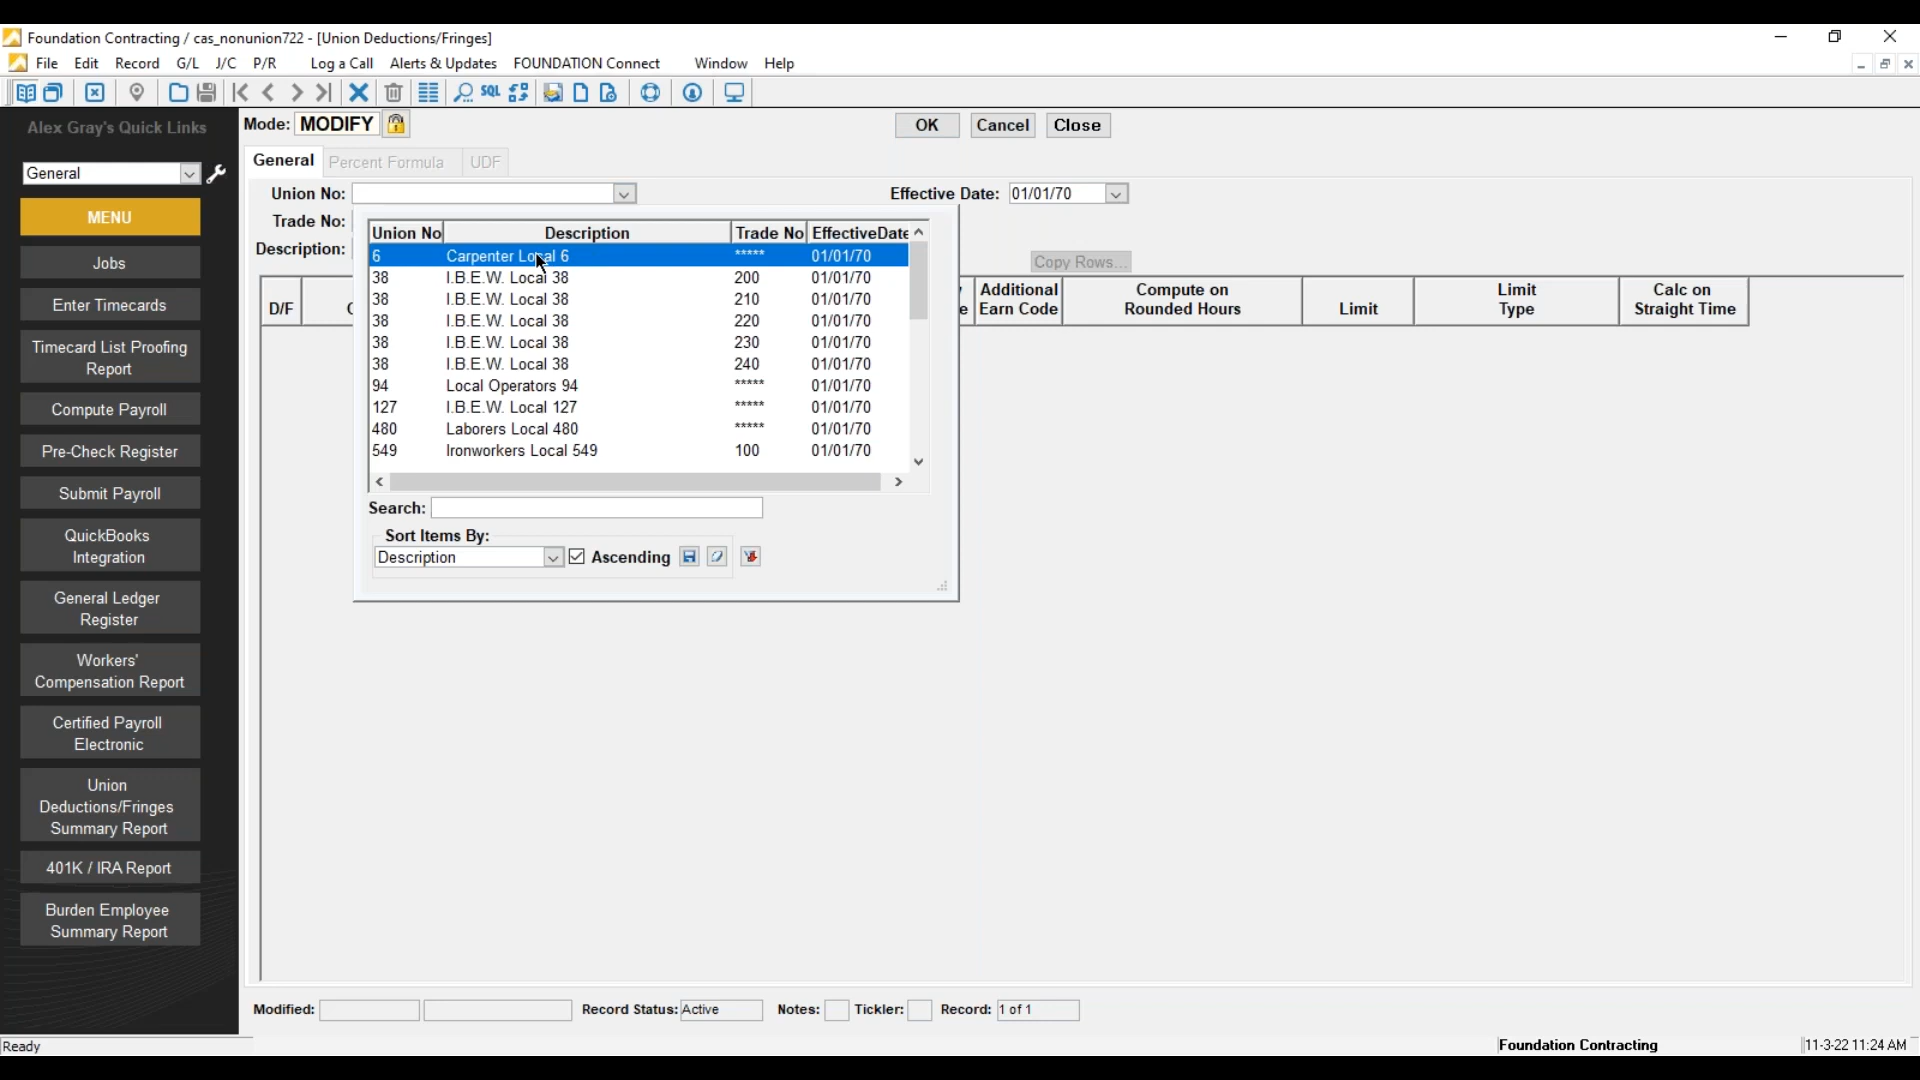 Foundation Contracting / cas_nonunion722 - [Union Deductions/Fringes]
File Edit Record G/L J/C P/R Log a Call Alerts & Updates FOUNDATION Connect Window Help
SQL
Alex Gray's Quick Links
General
MENU
Jobs
Enter Timecards
Timecard List Proofing
Report
Compute Payroll
Pre-Check Register
Submit Payroll
QuickBooks
Integration
General Ledger
Register
Workers'
Compensation Report
Certified Payroll
Electronic
Union
Deductions/Fringes
Summary Report
401K / IRA Report
Burden Employee
Summary Report
Mode: MODIFY OK Cancel Close
General Percent Formula UDF
Union No: Effective Date: 01/01/70
Trade No:
Description:
Copy Rows...
Union No Description Trade No EffectiveDate
6 Carpenter Local 6 ***** 01/01/70
38 I.B.E.W. Local 38 200 01/01/70
38 I.B.E.W. Local 38 210 01/01/70
38 I.B.E.W. Local 38 220 01/01/70
38 I.B.E.W. Local 38 230 01/01/70
38 I.B.E.W. Local 38 240 01/01/70
94 Local Operators 94 ***** 01/01/70
127 I.B.E.W. Local 127 ***** 01/01/70
480 Laborers Local 480 ***** 01/01/70
549 Ironworkers Local 549 100 01/01/70
Search:
Sort Items By:
Description Ascending
D/F
Additional
Earn Code
Compute on
Rounded Hours
Limit
Limit
Type
Calc on
Straight Time
Modified: Record Status: Active Notes: Tickler: Record: 1 of 1
Ready Foundation Contracting 11-3-22 11:24 AM